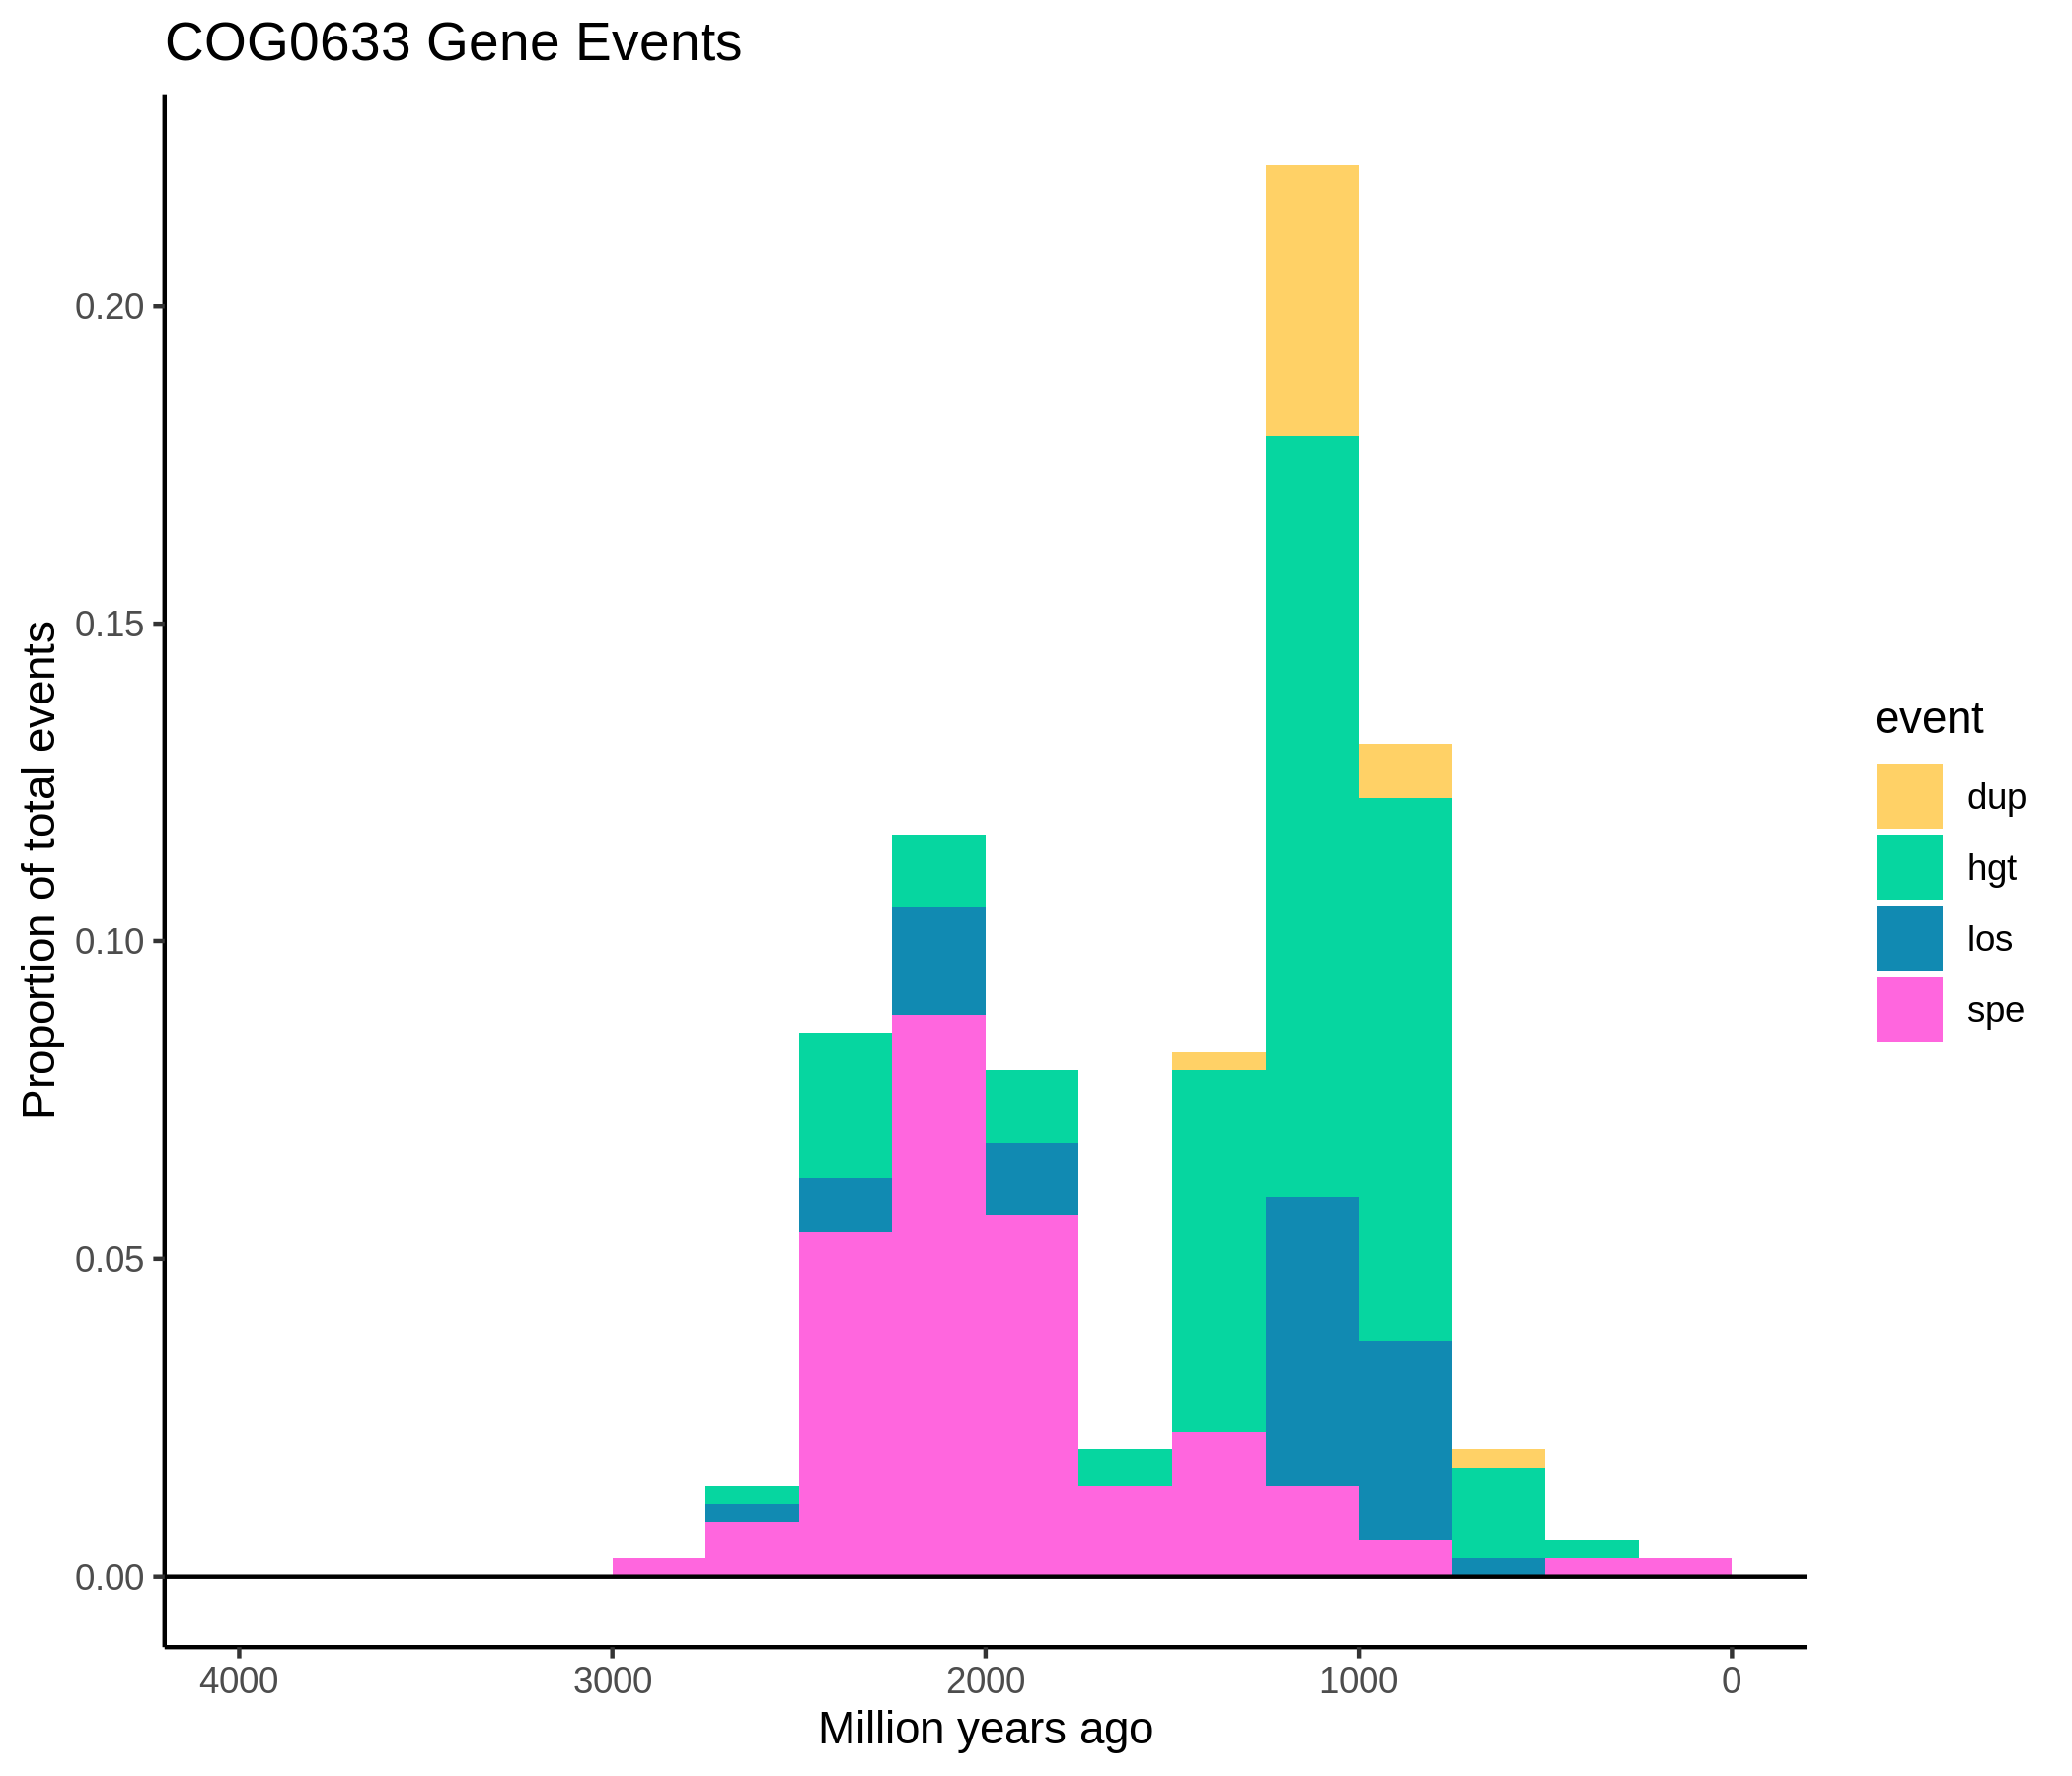 COG0633 Gene Events
Proportion of total events
0.20
0.15
0.10
0.05
0.00
4000 3000 2000 1000 0
Million years ago
event
dup
hgt
los
spe